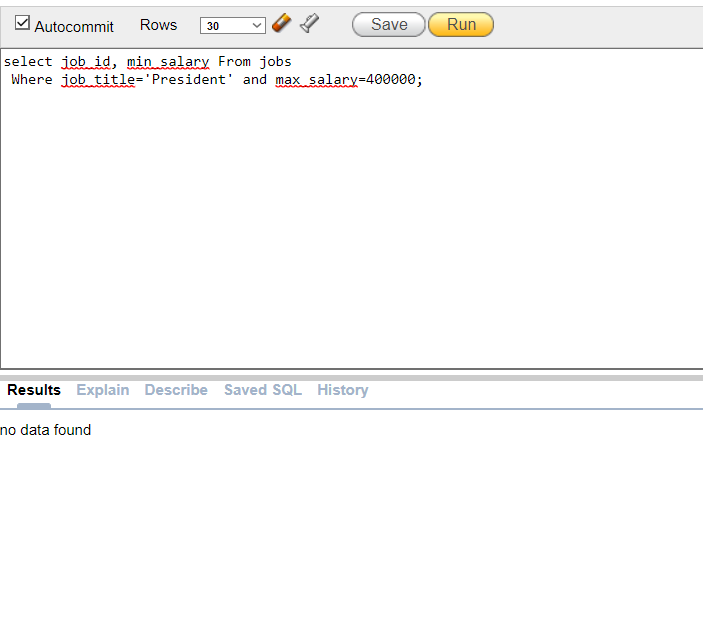 Autocommit Rows 30 Save Run
select job_id, min_salary From jobs
Where job_title='President' and max_salary=400000;
Results Explain Describe Saved SQL History
no data found